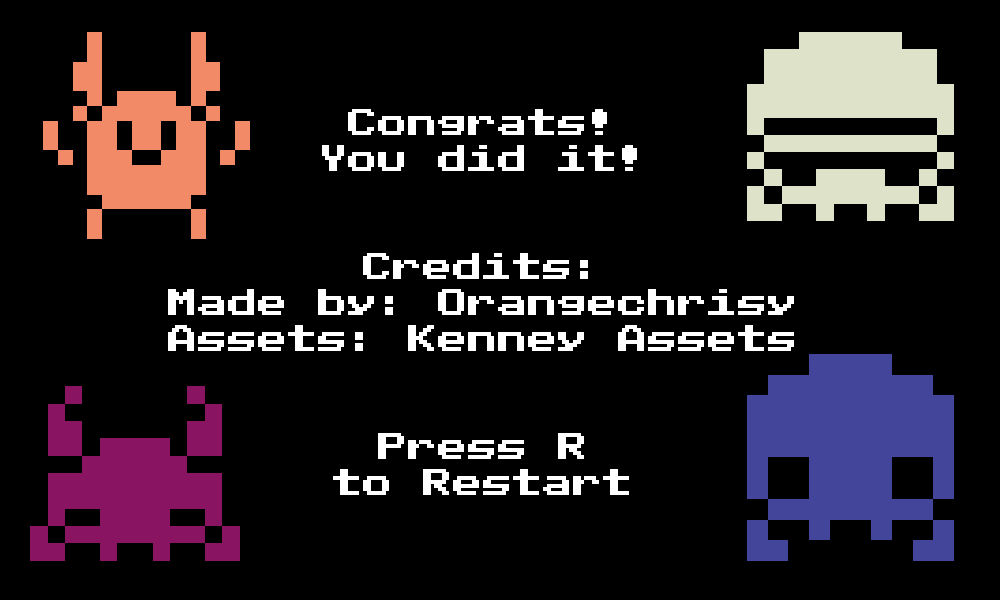 Congrats!
You did it!
Credits:
Made by: Orangechrisy
Assets: Kenney Assets
Press R
to Restart